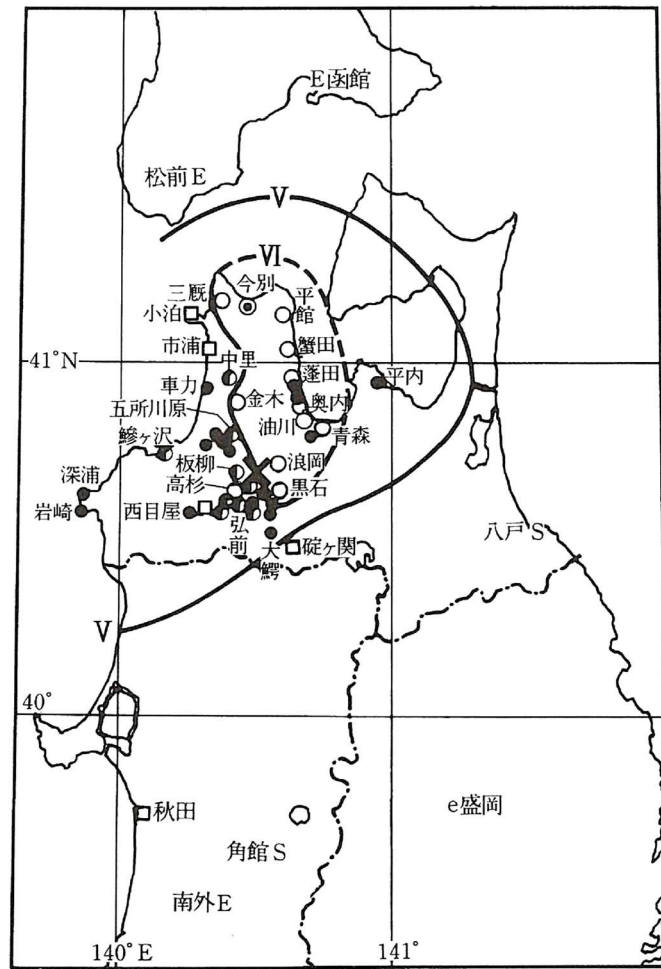 E函館
松前E
V
VI
三厩
今別
平館
小泊
市浦
蟹田
41°N
中里
蓬田
平内
車力
金木
奥内
五所川原
油川
青森
鰺ヶ沢
板柳
浪岡
深浦
高杉
黒石
岩崎
西目屋
弘前
大鰐
碇ヶ関
八戸S
V
40°
秋田
e盛岡
角館S
南外E
140°E
141°